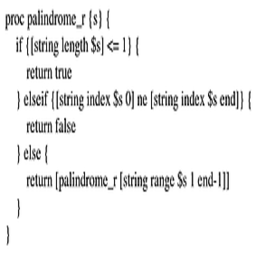 proc palindrome_r {s} {
if {[string length $s] <= 1} {
return true
} elseif {[string index $s 0] ne [string index $s end]} {
return false
} else {
return [palindrome_r [string range $s 1 end-1]]
}
}